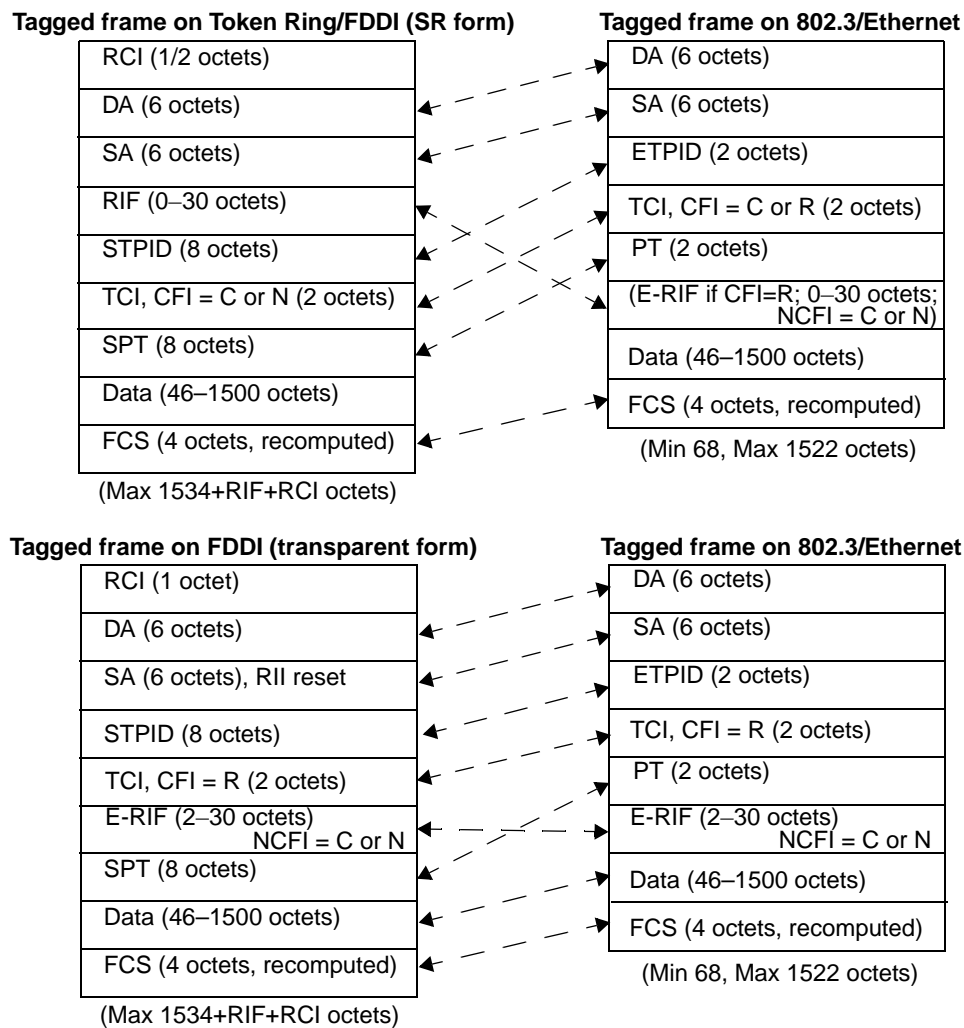 Tagged frame on Token Ring/FDDI (SR form)
RCI (1/2 octets)
DA (6 octets)
SA (6 octets)
RIF (0–30 octets)
STPID (8 octets)
TCI, CFI = C or N (2 octets)
SPT (8 octets)
Data (46–1500 octets)
FCS (4 octets, recomputed)
(Max 1534+RIF+RCI octets)
Tagged frame on 802.3/Ethernet
DA (6 octets)
SA (6 octets)
ETPID (2 octets)
TCI, CFI = C or R (2 octets)
PT (2 octets)
(E-RIF if CFI=R; 0–30 octets;
NCFI = C or N)
Data (46–1500 octets)
FCS (4 octets, recomputed)
(Min 68, Max 1522 octets)
Tagged frame on FDDI (transparent form)
RCI (1 octet)
DA (6 octets)
SA (6 octets), RII reset
STPID (8 octets)
TCI, CFI = R (2 octets)
E-RIF (2–30 octets)
NCFI = C or N
SPT (8 octets)
Data (46–1500 octets)
FCS (4 octets, recomputed)
(Max 1534+RIF+RCI octets)
Tagged frame on 802.3/Ethernet
DA (6 octets)
SA (6 octets)
ETPID (2 octets)
TCI, CFI = R (2 octets)
PT (2 octets)
E-RIF (2–30 octets)
NCFI = C or N
Data (46–1500 octets)
FCS (4 octets, recomputed)
(Min 68, Max 1522 octets)